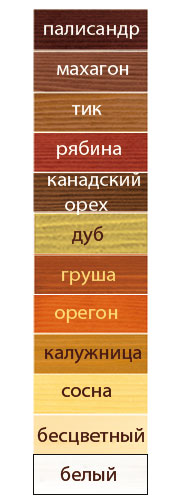 палисандр
махагон
тик
рябина
канадский
орех
дуб
груша
орегон
калужница
сосна
бесцветный
белый